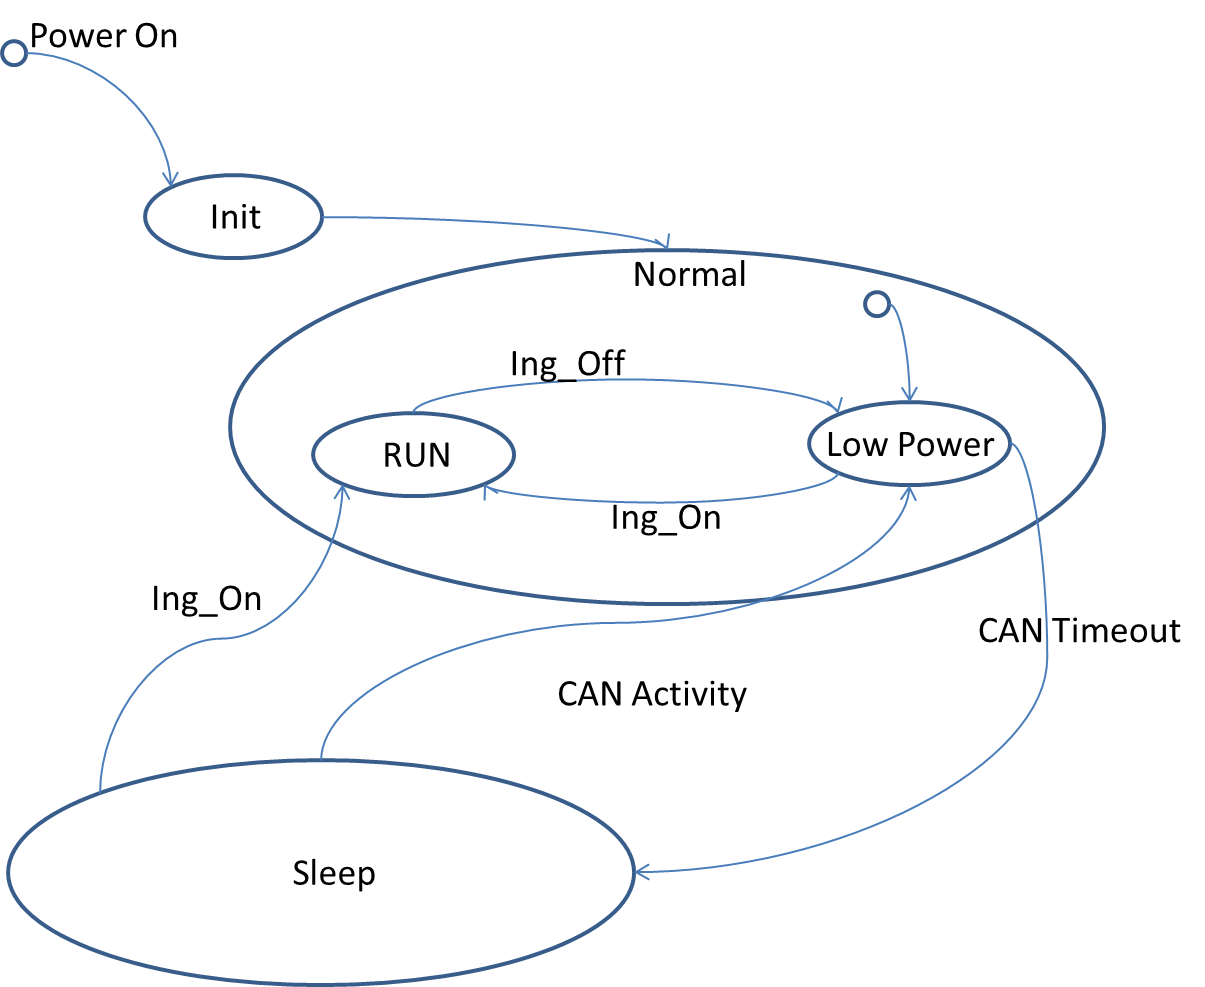 Power On
Init
Normal
Ing_Off
RUN
Low Power
Ing_On
Ing_On
CAN Timeout
CAN Activity
Sleep